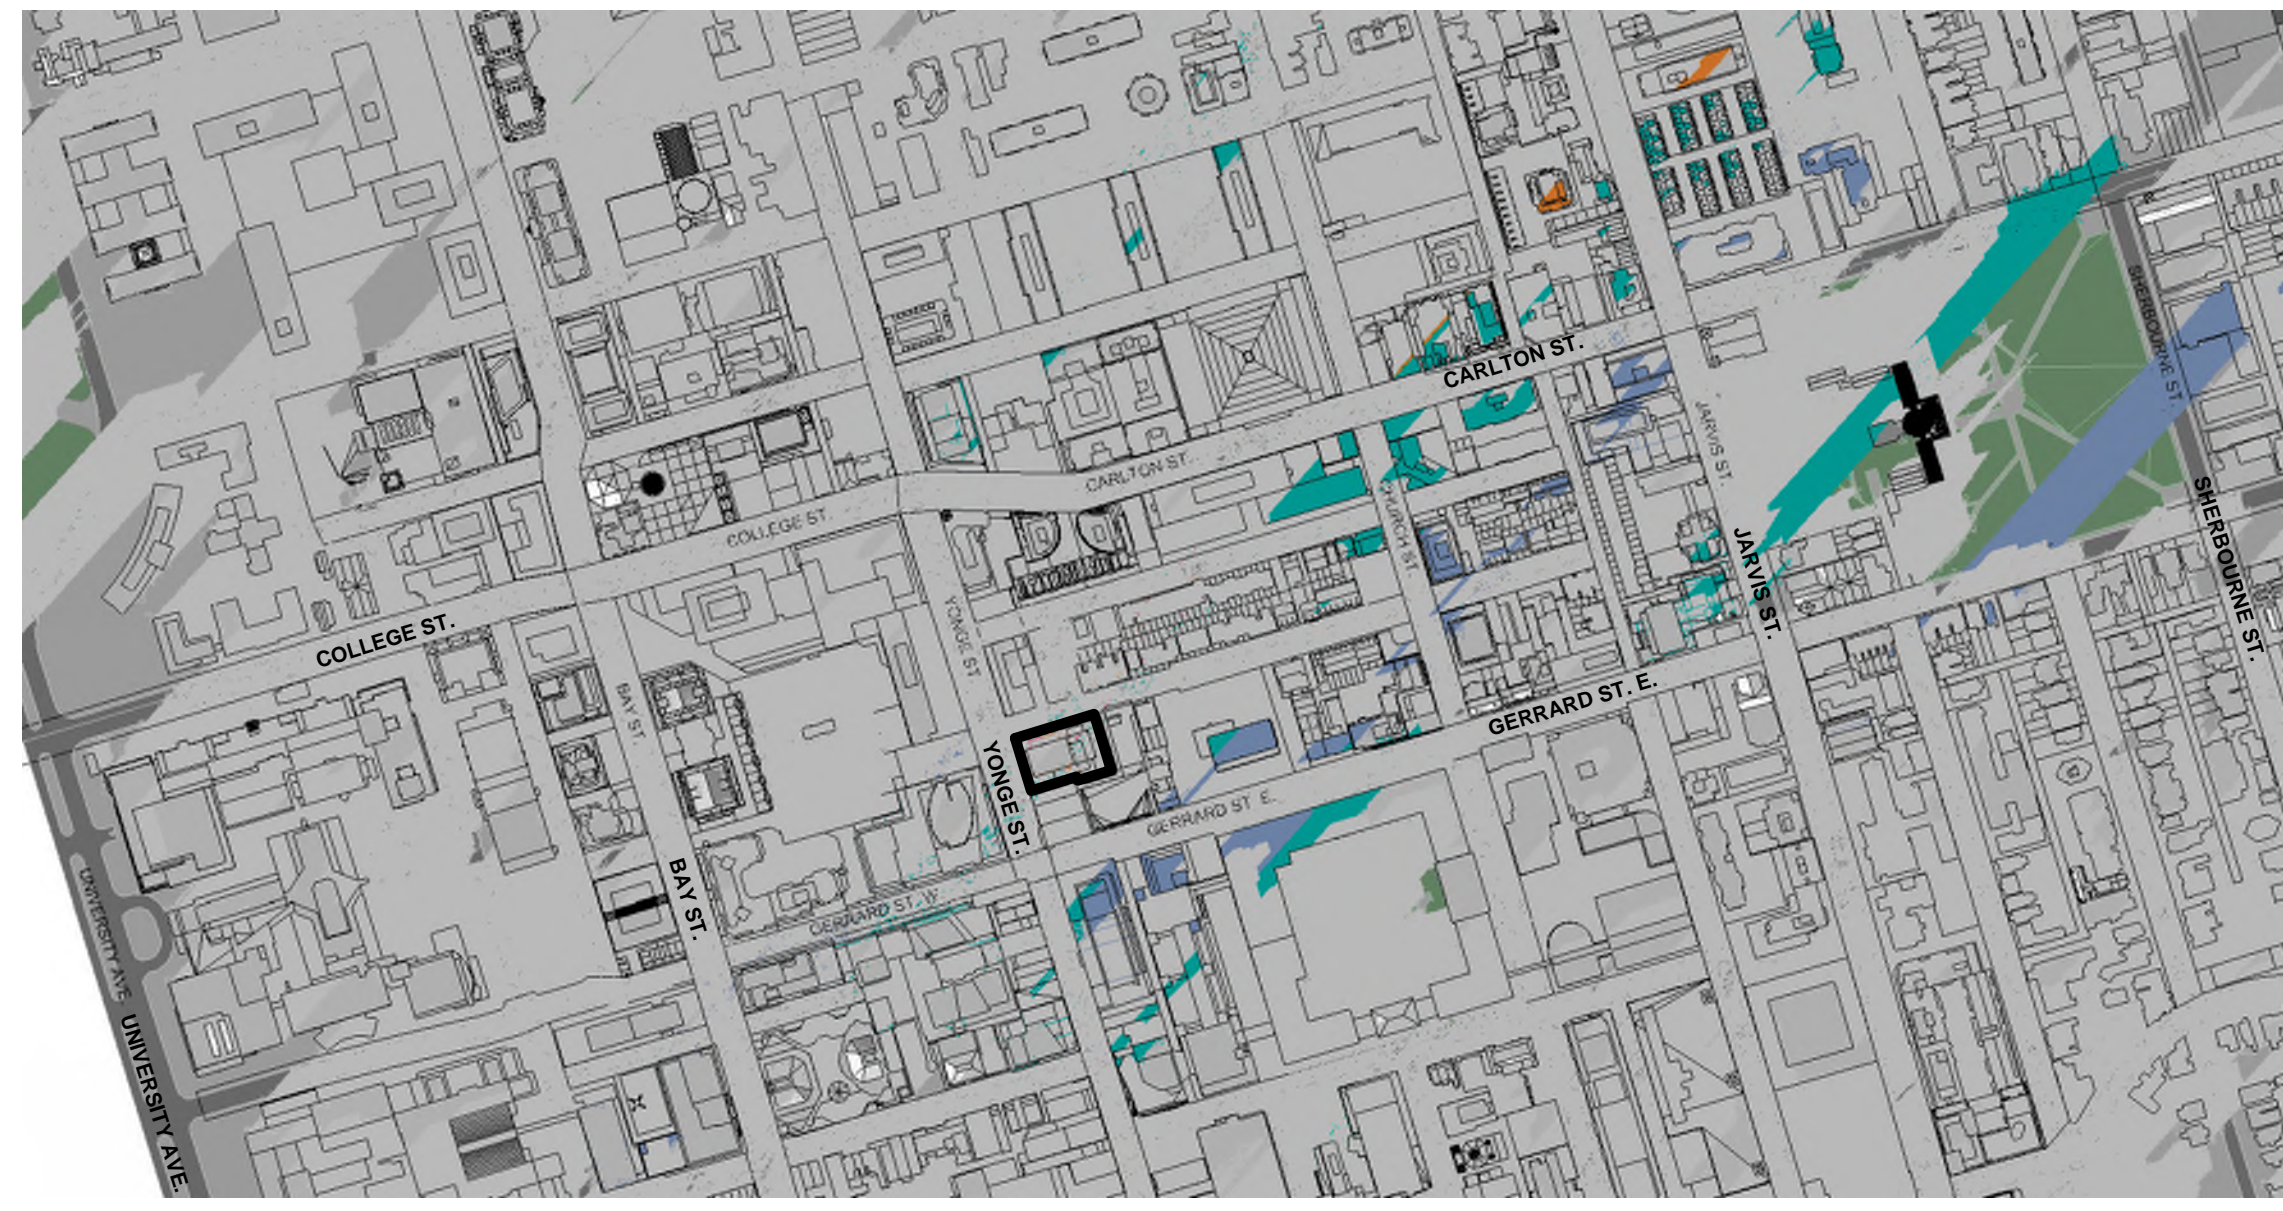 SHERBOURNE ST.
CARLTON ST.
JARVIS ST.
CARLTON ST.
CHURCH ST.
COLLEGE ST.
SHERBOURNE ST.
JARVIS ST.
YONGE ST.
COLLEGE ST.
BAY ST.
GERRARD ST. E.
YONGE ST.
GERRARD ST. E.
BAY ST.
GERRARD ST. W
UNIVERSITY AVE
UNIVERSITY AVE.